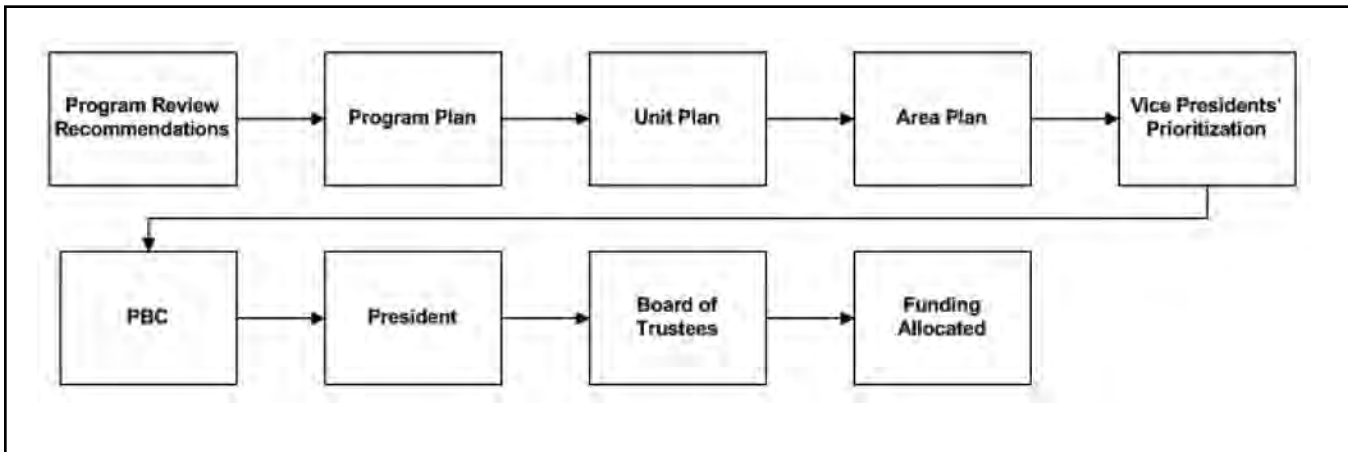 Program Review
Recommendations
Program Plan
Unit Plan
Area Plan
Vice Presidents'
Prioritization
PBC
President
Board of
Trustees
Funding
Allocated